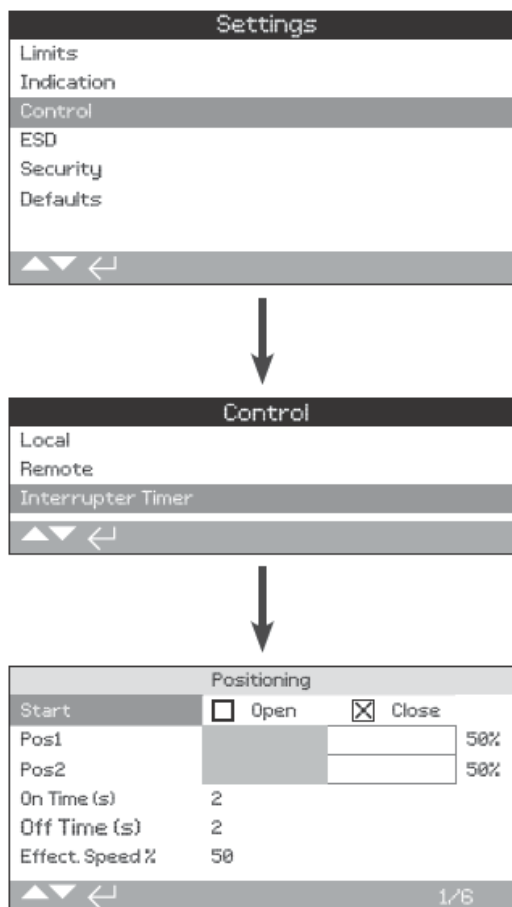 Settings
Limits
Indication
Control
ESD
Security
Defaults
Control
Local
Remote
Interrupter Timer
Positioning
Start Open Close
Pos1 50%
Pos2 50%
On Time (s) 2
Off Time (s) 2
Effect. Speed % 50
1/6